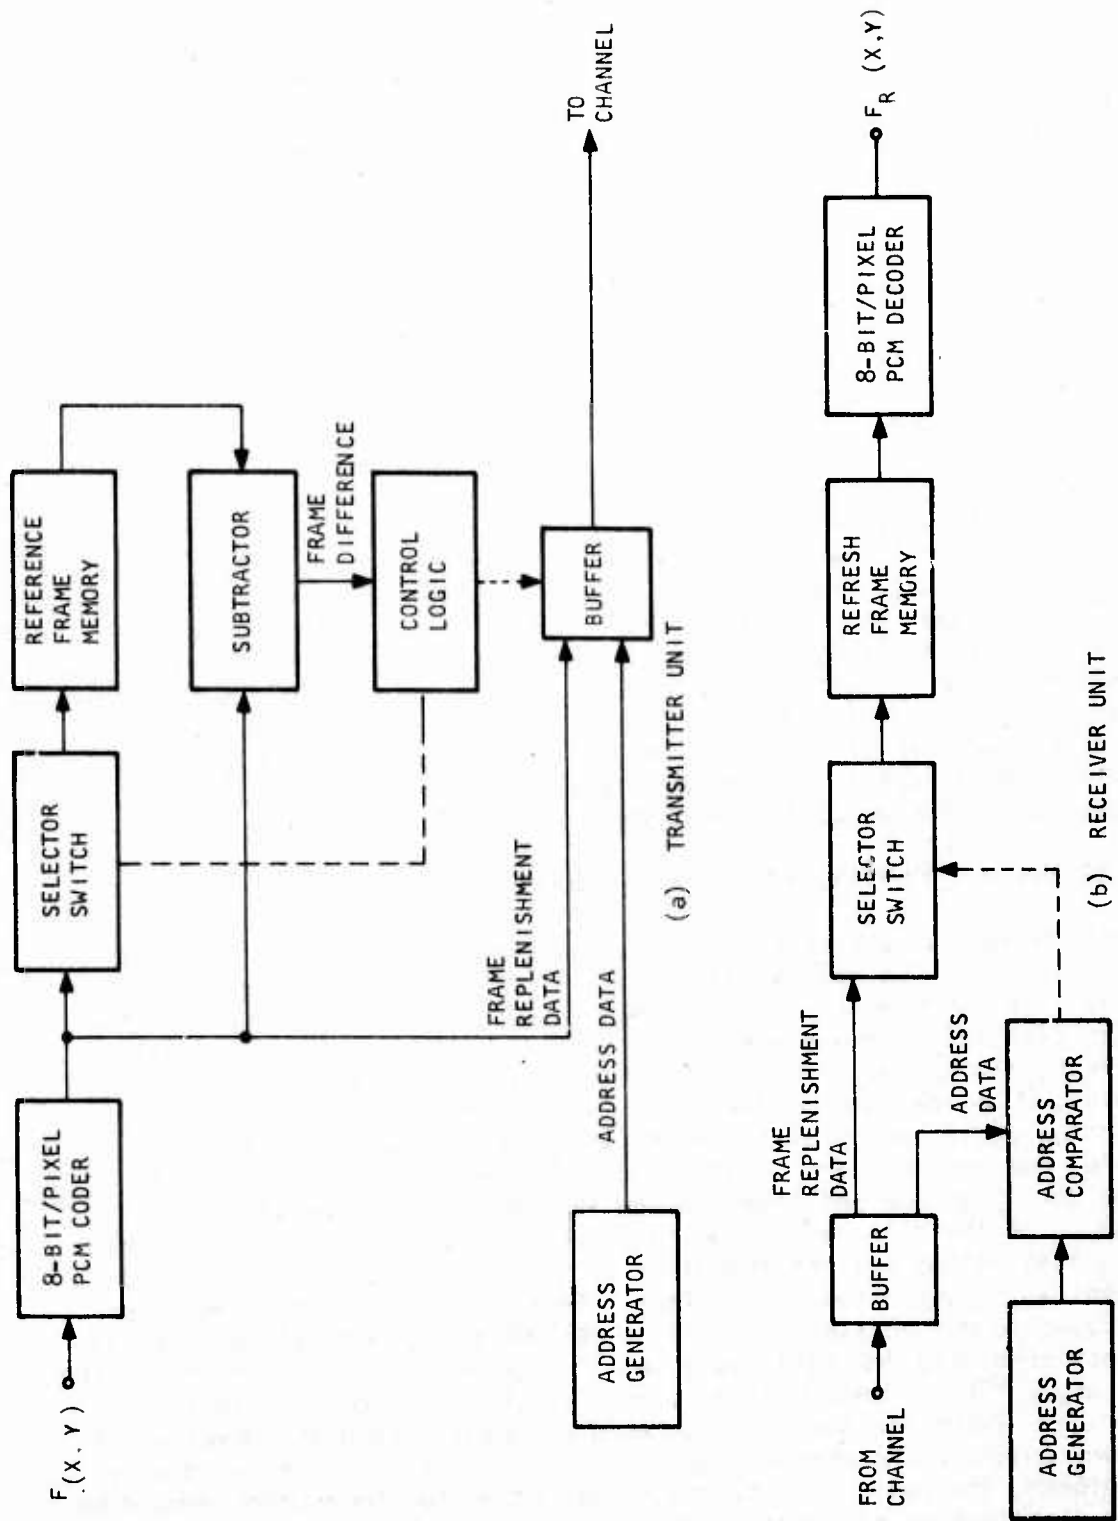 F (X, Y)
8-BIT/PIXEL
PCM CODER
SELECTOR
SWITCH
REFERENCE
FRAME
MEMORY
SUBTRACTOR
FRAME
DIFFERENCE
CONTROL
LOGIC
FRAME
REPLENISHMENT
DATA
ADDRESS DATA
ADDRESS
GENERATOR
BUFFER
TO
CHANNEL
(a) TRANSMITTER UNIT
FROM
CHANNEL
BUFFER
FRAME
REPLENISHMENT
DATA
ADDRESS
DATA
ADDRESS
GENERATOR
ADDRESS
COMPARATOR
SELECTOR
SWITCH
REFRESH
FRAME
MEMORY
8-BIT/PIXEL
PCM DECODER
F_R (X,Y)
(b) RECEIVER UNIT